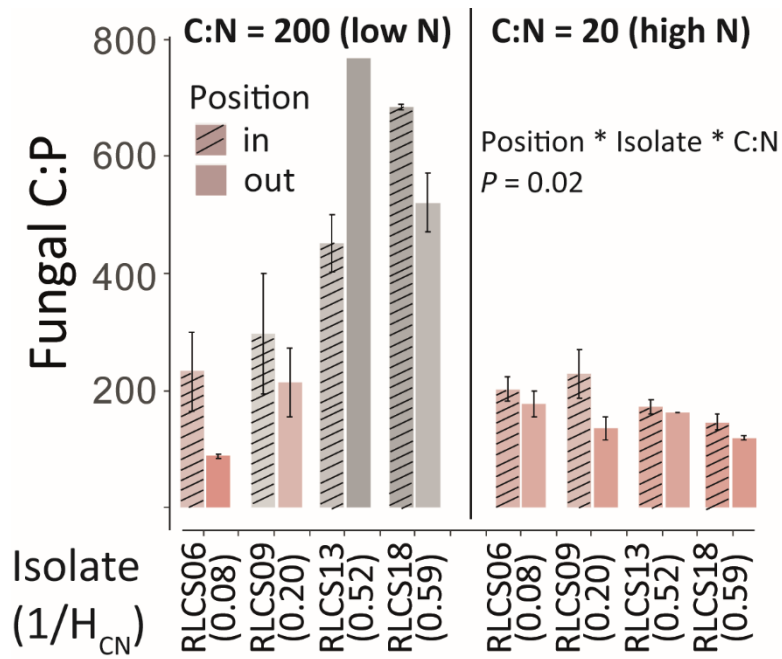 C:N = 200 (low N)
C:N = 20 (high N)
800
600
400
200
Fungal C:P
Position
in
out
Position * Isolate * C:N
P = 0.02
Isolate
(1/H_CN)
RLCS06
(0.08)
RLCS09
(0.20)
RLCS13
(0.52)
RLCS18
(0.59)
RLCS06
(0.08)
RLCS09
(0.20)
RLCS13
(0.52)
RLCS18
(0.59)